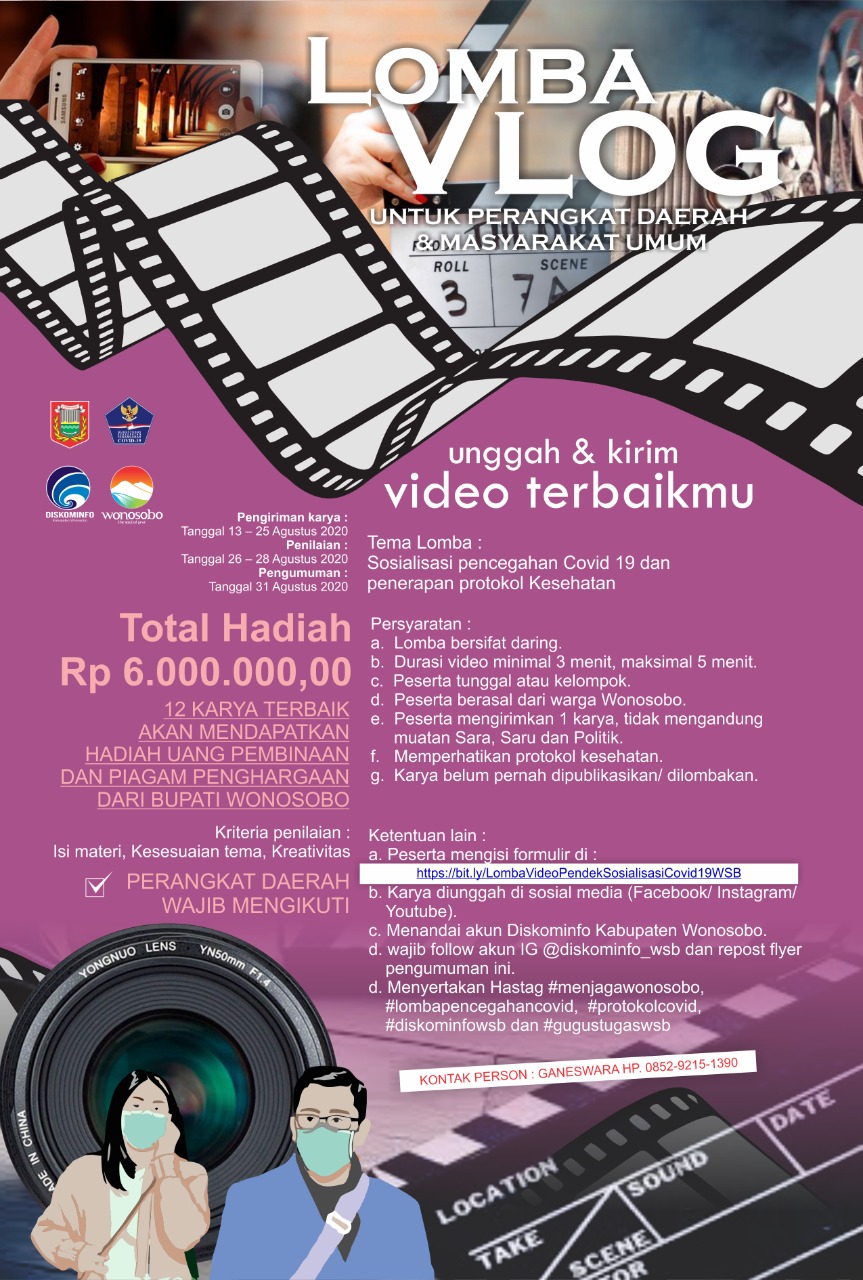 LOMBA
VLOG
UNTUK PERANGKAT DAERAH
& MASYARAKAT UMUM
SAMSUNG
ROLL
SCENE
3
7A
DISKOMINFO
wonosobo
COVID-19
unggah & kirim
video terbaikmu
Pengiriman karya :
Tanggal 13 – 25 Agustus 2020
Penilaian :
Tanggal 26 – 28 Agustus 2020
Pengumuman :
Tanggal 31 Agustus 2020
Tema Lomba :
Sosialisasi pencegahan Covid 19 dan
penerapan protokol Kesehatan
Total Hadiah
Rp 6.000.000,00
12 KARYA TERBAIK
AKAN MENDAPATKAN
HADIAH UANG PEMBINAAN
DAN PIAGAM PENGHARGAAN
DARI BUPATI WONOSOBO
Kriteria penilaian :
Isi materi, Kesesuaian tema, Kreativitas
PERANGKAT DAERAH
WAJIB MENGIKUTI
Persyaratan :
a. Lomba bersifat daring.
b. Durasi video minimal 3 menit, maksimal 5 menit.
c. Peserta tunggal atau kelompok.
d. Peserta berasal dari warga Wonosobo.
e. Peserta mengirimkan 1 karya, tidak mengandung
muatan Sara, Saru dan Politik.
f. Memperhatikan protokol kesehatan.
g. Karya belum pernah dipublikasikan/ dilombakan.
Ketentuan lain :
a. Peserta mengisi formulir di :
https://bit.ly/LombaVideoPendekSosialisasiCovid19WSB
b. Karya diunggah di sosial media (Facebook/ Instagram/
Youtube).
c. Menandai akun Diskominfo Kabupaten Wonosobo.
d. wajib follow akun IG @diskominfo_wsb dan repost flyer
pengumuman ini.
d. Menyertakan Hastag #menjagawonosobo,
#lombapencegahancovid, #protokolcovid,
#diskominfowsb dan #gugustugaswsb
KONTAK PERSON : GANESWARA HP. 0852-9215-1390
YONGNUO LENS YN50mm F1.4
ADE IN CHINA
LOCATION
SOUND
DATE
TAKE
SCENE
TOR